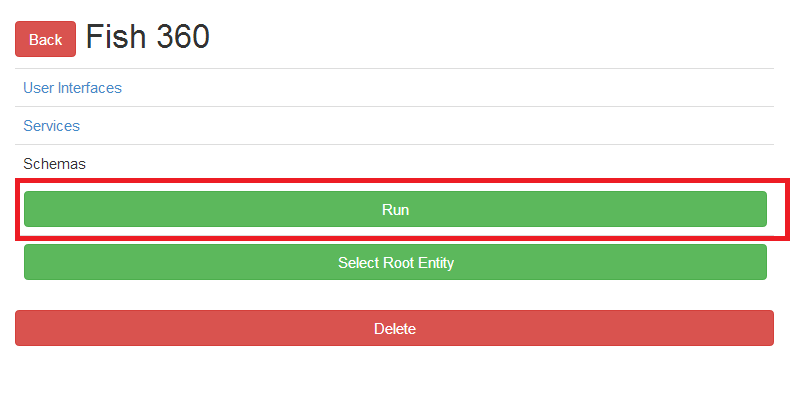 Back Fish 360
User Interfaces
Services
Schemas
Run
Select Root Entity
Delete